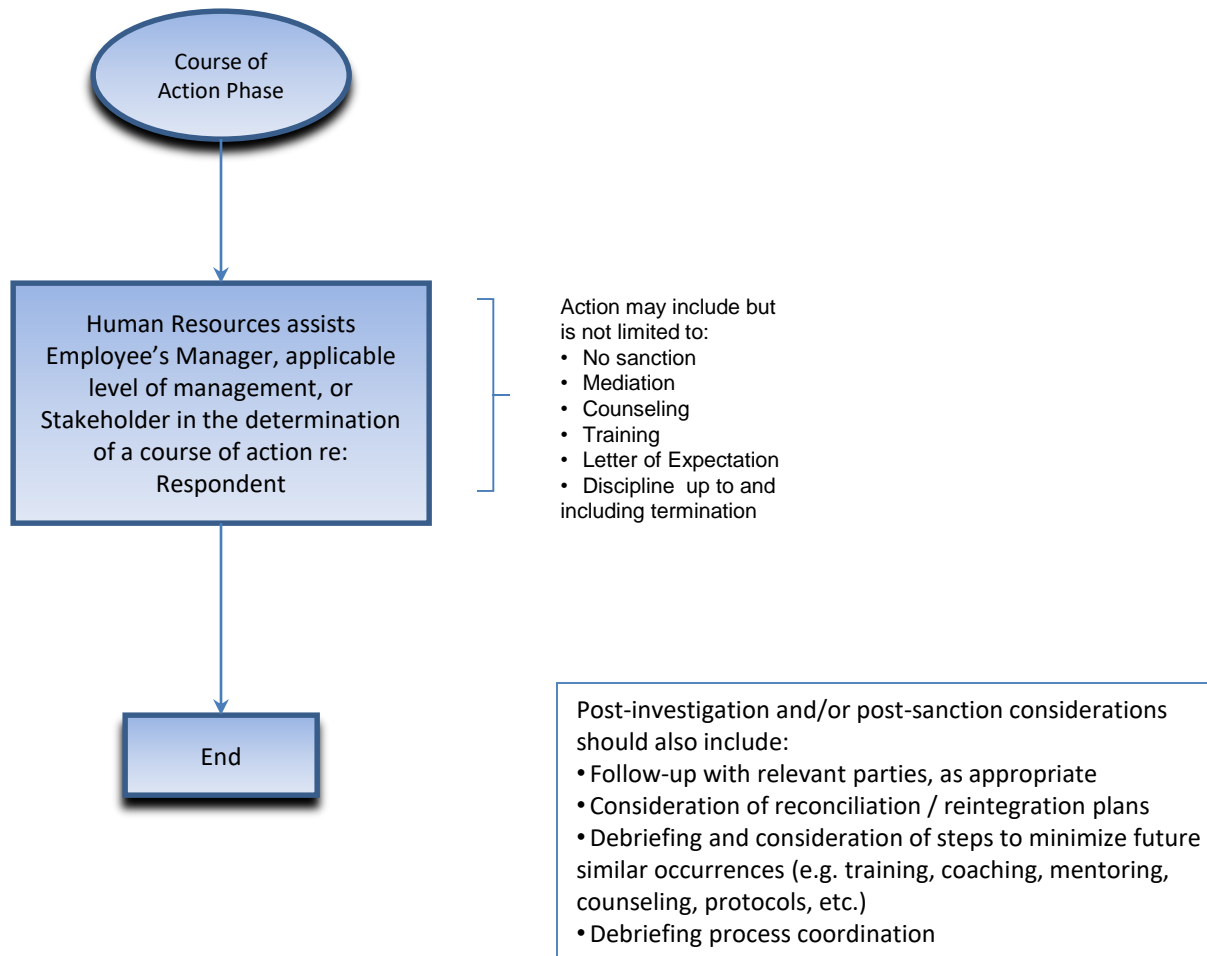 Course of
Action Phase
Human Resources assists
Employee’s Manager, applicable
level of management, or
Stakeholder in the determination
of a course of action re:
Respondent
Action may include but
is not limited to:
• No sanction
• Mediation
• Counseling
• Training
• Letter of Expectation
• Discipline up to and
including termination
End
Post-investigation and/or post-sanction considerations
should also include:
• Follow-up with relevant parties, as appropriate
• Consideration of reconciliation / reintegration plans
• Debriefing and consideration of steps to minimize future
similar occurrences (e.g. training, coaching, mentoring,
counseling, protocols, etc.)
• Debriefing process coordination